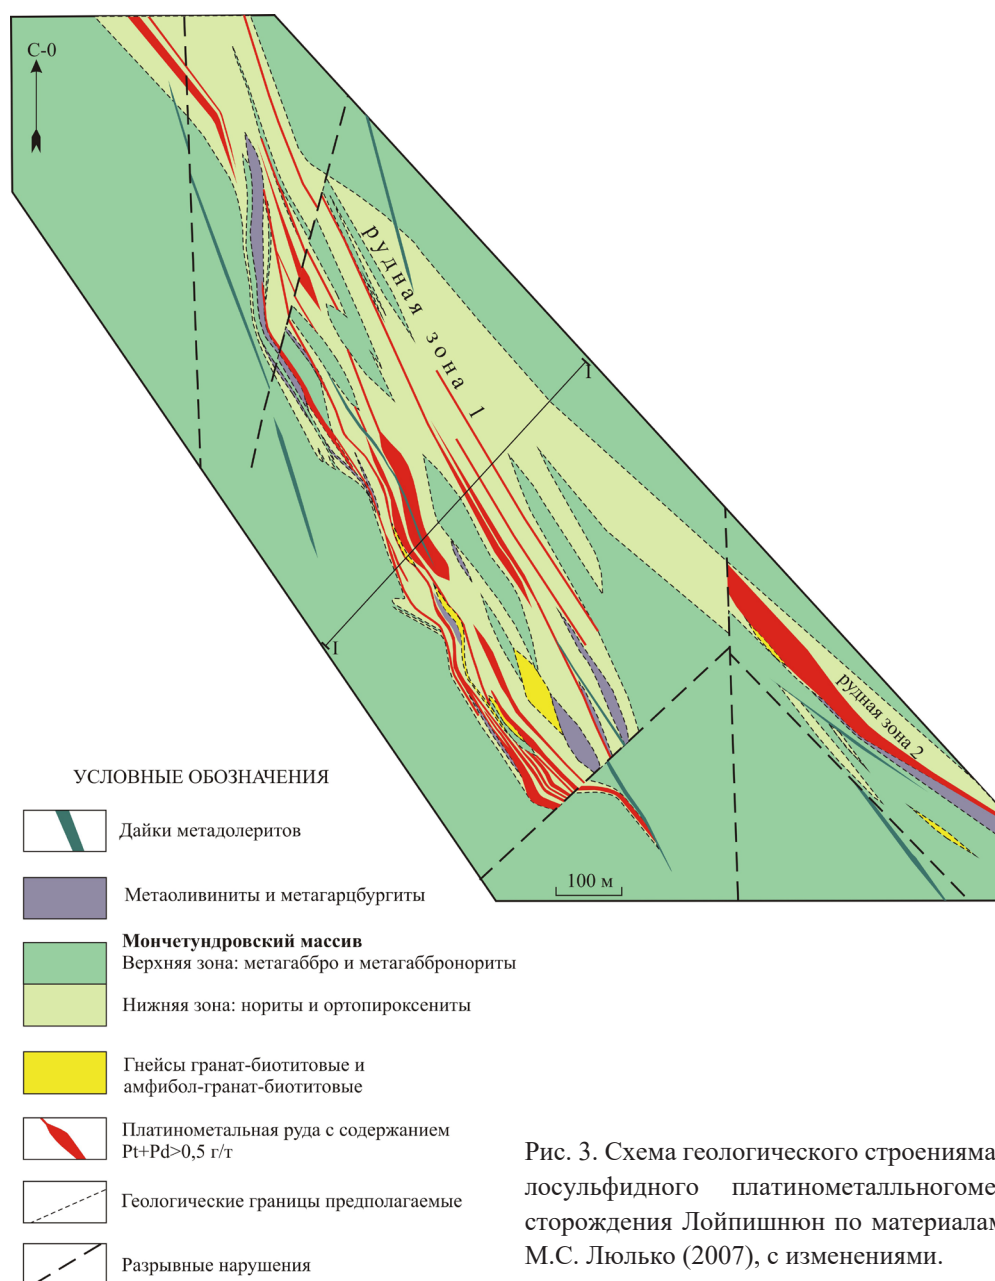 С-0
рудная зона 1
I
I
рудная зона 2
100 м
УСЛОВНЫЕ ОБОЗНАЧЕНИЯ
Дайки метадолеритов
Метаоливиниты и метагарцбургиты
Мончетундровский массив
Верхняя зона: метагаббро и метагаббронориты
Нижняя зона: нориты и ортопироксениты
Гнейсы гранат-биотитовые и
амфибол-гранат-биотитовые
Платинометальная руда с содержанием
Pt+Pd>0,5 г/т
Геологические границы предполагаемые
Разрывные нарушения
Рис. 3. Схема геологического строенияма
лосульфидного платинометалльногоме
сторождения Лойпишнюн по материалам
М.С. Люлько (2007), с изменениями.